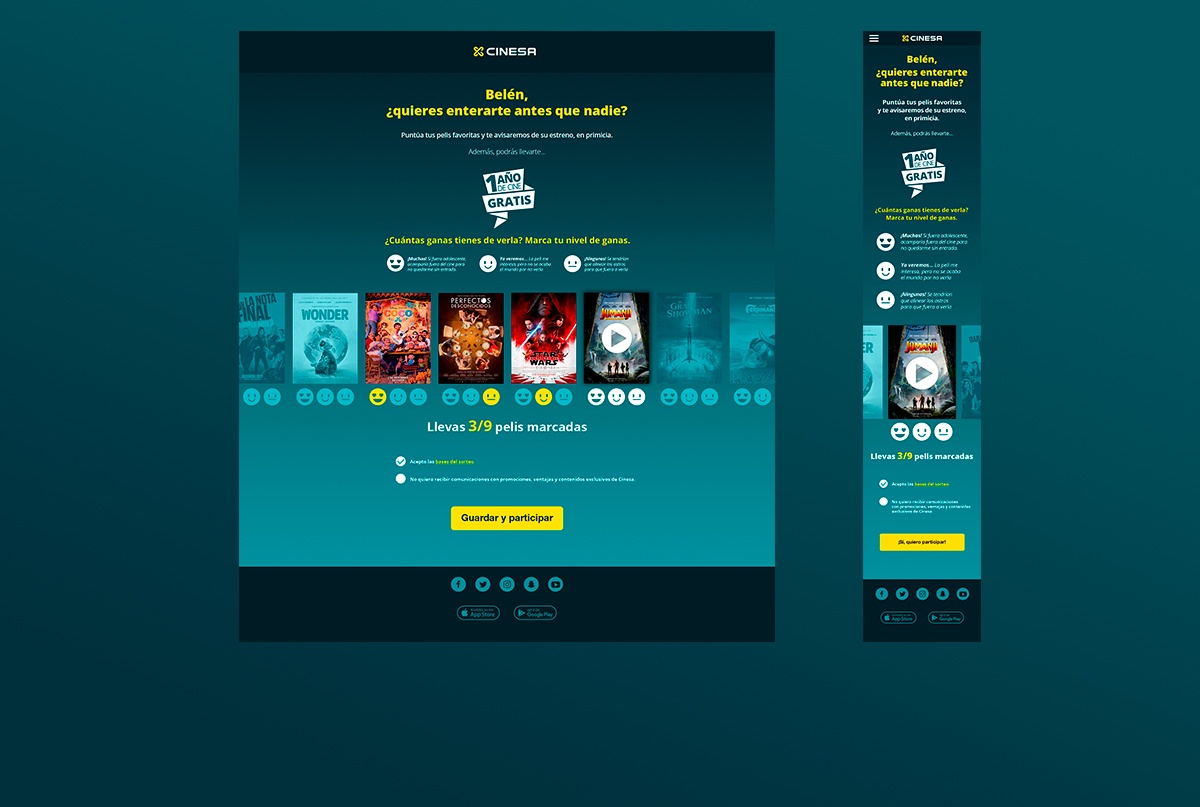 CINESA
Belén,
¿quieres enterarte antes que nadie?
Puntúa tus pelis favoritas y te avisaremos de su estreno, en primicia.
Además, podrás llevarte...
1 AÑO
DE CINE
GRATIS
¿Cuántas ganas tienes de verla? Marca tu nivel de ganas.
¡Muchas! Si fuera adolescente,
acamparía fuera del cine para
no quedarme sin entrada.
Ya veremos... La peli me
interesa, pero no se acaba
el mundo por no verla
¡Ninguna! Se tendrían
que alinear los astros
para que fuera a verla
LA NOTA
FINAL
WONDER
COCO
PERFECTOS
DESCONOCIDOS
STAR
WARS
JUMANJI
SHOWMAN
FERDINAND
Llevas 3/9 pelis marcadas
Acepto las bases del sorteo
No quiero recibir comunicaciones con promociones, ventajas y contenidos exclusivos de Cinesa.
Guardar y participar
App Store
Google Play
CINESA
Belén,
¿quieres enterarte
antes que nadie?
Puntúa tus pelis favoritas
y te avisaremos de su estreno,
en primicia.
Además, podrás llevarte...
1 AÑO
DE CINE
GRATIS
¿Cuántas ganas tienes de verla?
Marca tu nivel de ganas.
¡Muchas! Si fuera adolescente,
acamparía fuera del cine para
no quedarme sin entrada.
Ya veremos... La peli me
interesa, pero no se acaba
el mundo por no verla
¡Ninguna! Se tendrían
que alinear los astros
para que fuera a verla
JUMANJI
Llevas 3/9 pelis marcadas
Acepto las bases del sorteo
No quiero recibir comunicaciones
con promociones, ventajas y contenidos
exclusivos de Cinesa.
¡Sí, quiero participar!
App Store
Google Play